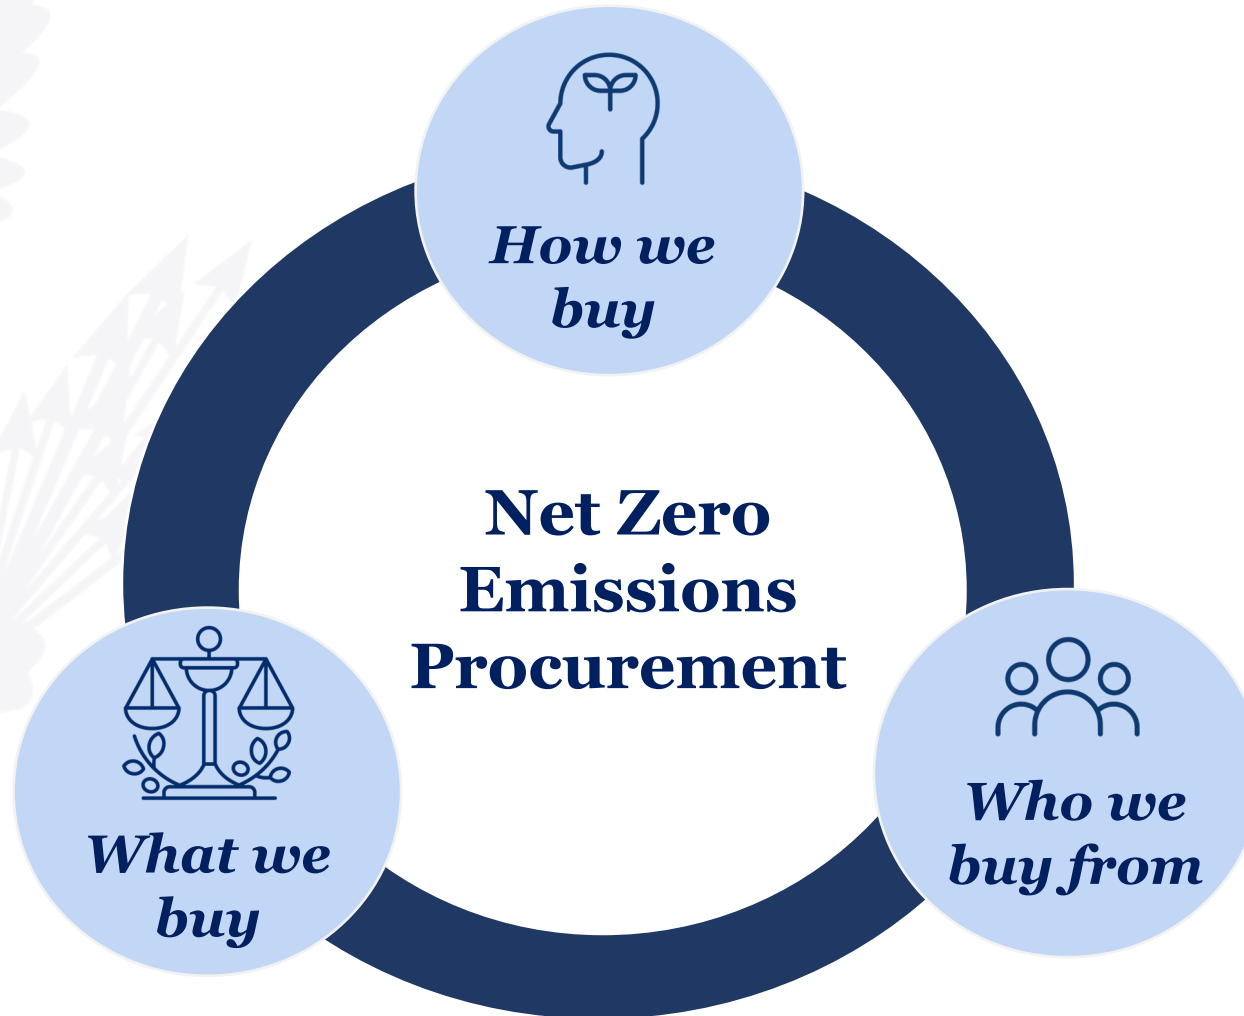 How we
buy
Net Zero
Emissions
Procurement
What we
buy
Who we
buy from